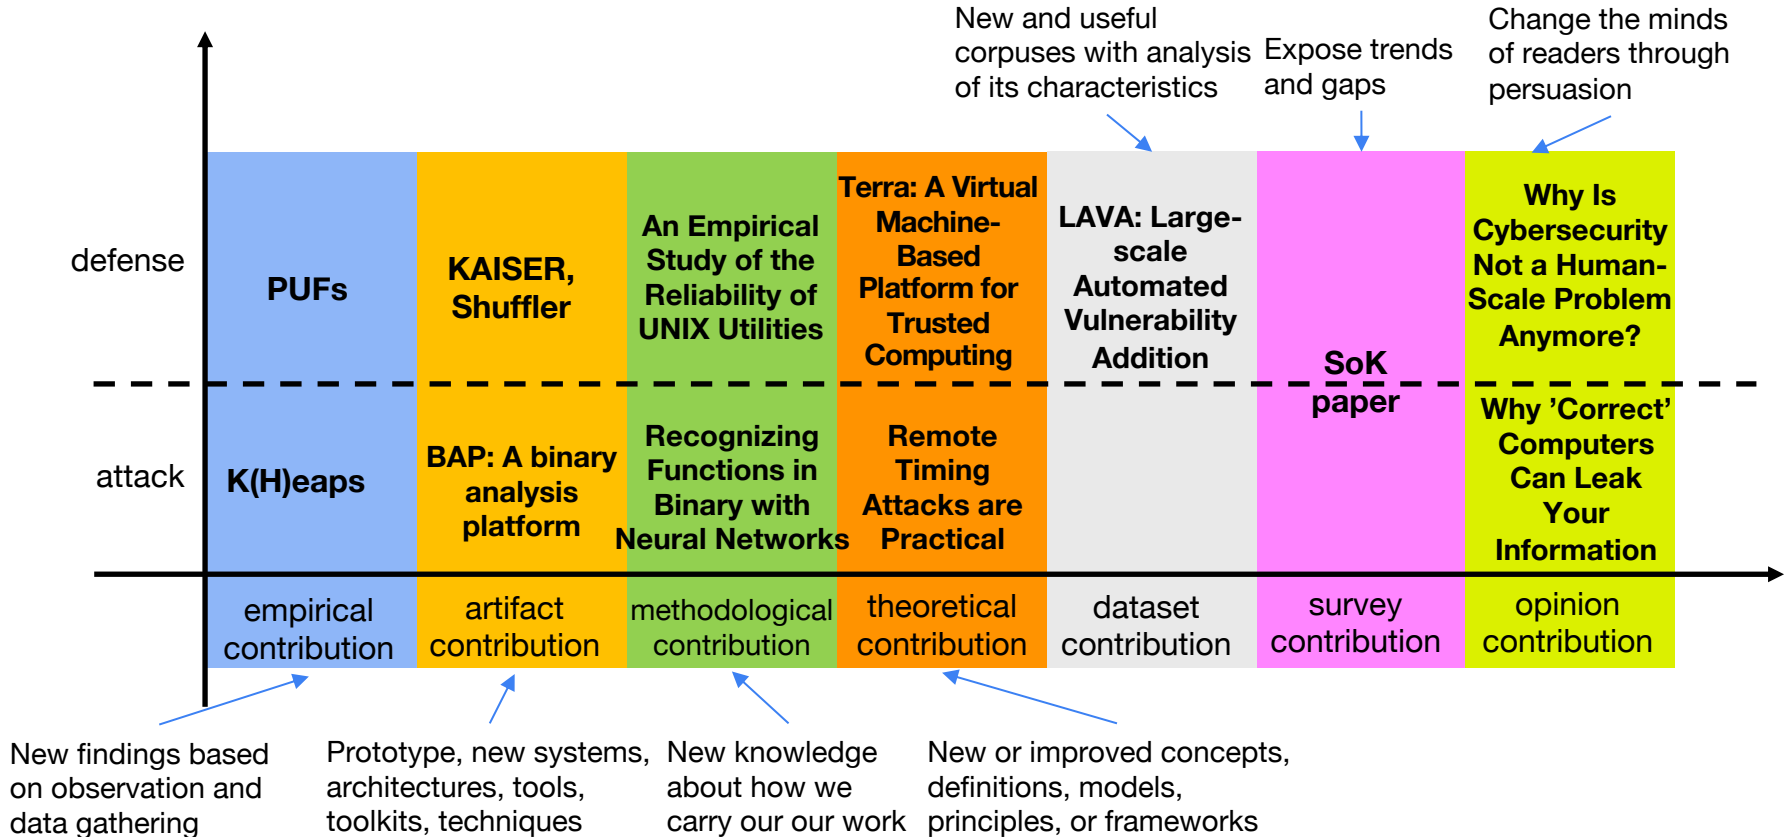 New and useful
corpuses with analysis
of its characteristics
Expose trends
and gaps
Change the minds
of readers through
persuasion
defense
PUFs
KAISER,
Shuffler
An Empirical
Study of the
Reliability of
UNIX Utilities
Terra: A Virtual
Machine-
Based
Platform for
Trusted
Computing
LAVA: Large-
scale
Automated
Vulnerability
Addition
SoK
paper
Why Is
Cybersecurity
Not a Human-
Scale Problem
Anymore?
attack
K(H)eaps
BAP: A binary
analysis
platform
Recognizing
Functions in
Binary with
Neural Networks
Remote
Timing
Attacks are
Practical
Why ’Correct’
Computers
Can Leak
Your
Information
empirical
contribution
artifact
contribution
methodological
contribution
theoretical
contribution
dataset
contribution
survey
contribution
opinion
contribution
New findings based
on observation and
data gathering
Prototype, new systems,
architectures, tools,
toolkits, techniques
New knowledge
about how we
carry our our work
New or improved concepts,
definitions, models,
principles, or frameworks